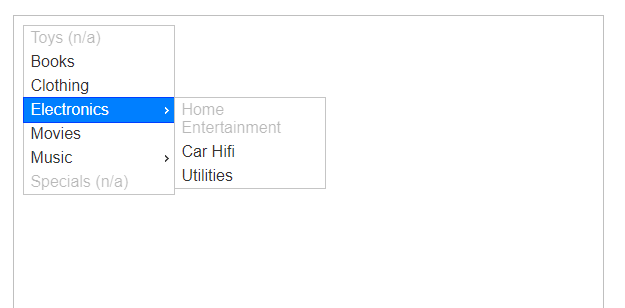 Toys (n/a)
Books
Clothing
Electronics
Movies
Music
Specials (n/a)
Home
Entertainment
Car Hifi
Utilities